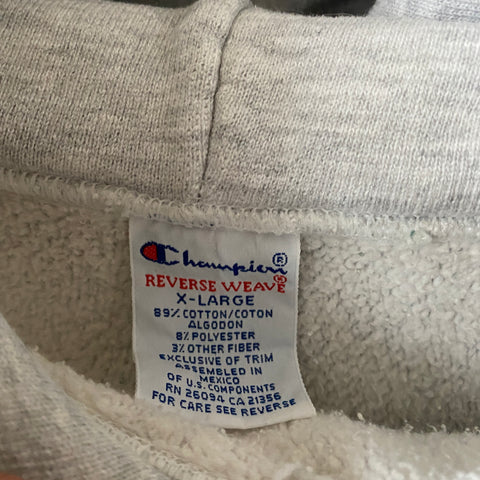 Champion®
REVERSE WEAVE®
X-LARGE
89% COTTON/COTON
ALGODON
8% POLYESTER
3% OTHER FIBER
EXCLUSIVE OF TRIM
ASSEMBLED IN
MEXICO
OF U.S. COMPONENTS
RN 26094 CA 21356
FOR CARE SEE REVERSE